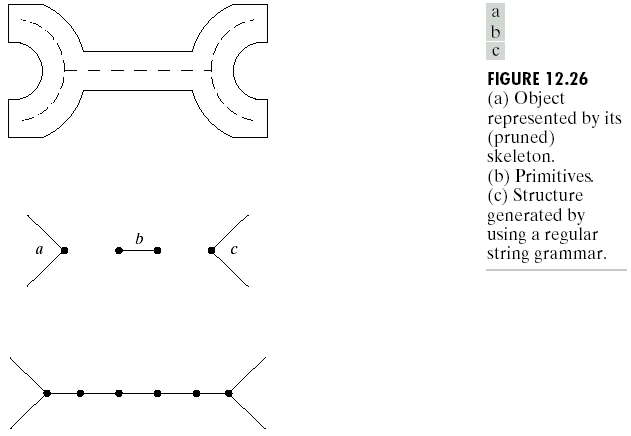 a
b
c
FIGURE 12.26
(a) Object
represented by its
(pruned)
skeleton.
(b) Primitives.
(c) Structure
generated by
using a regular
string grammar.
a
b
c